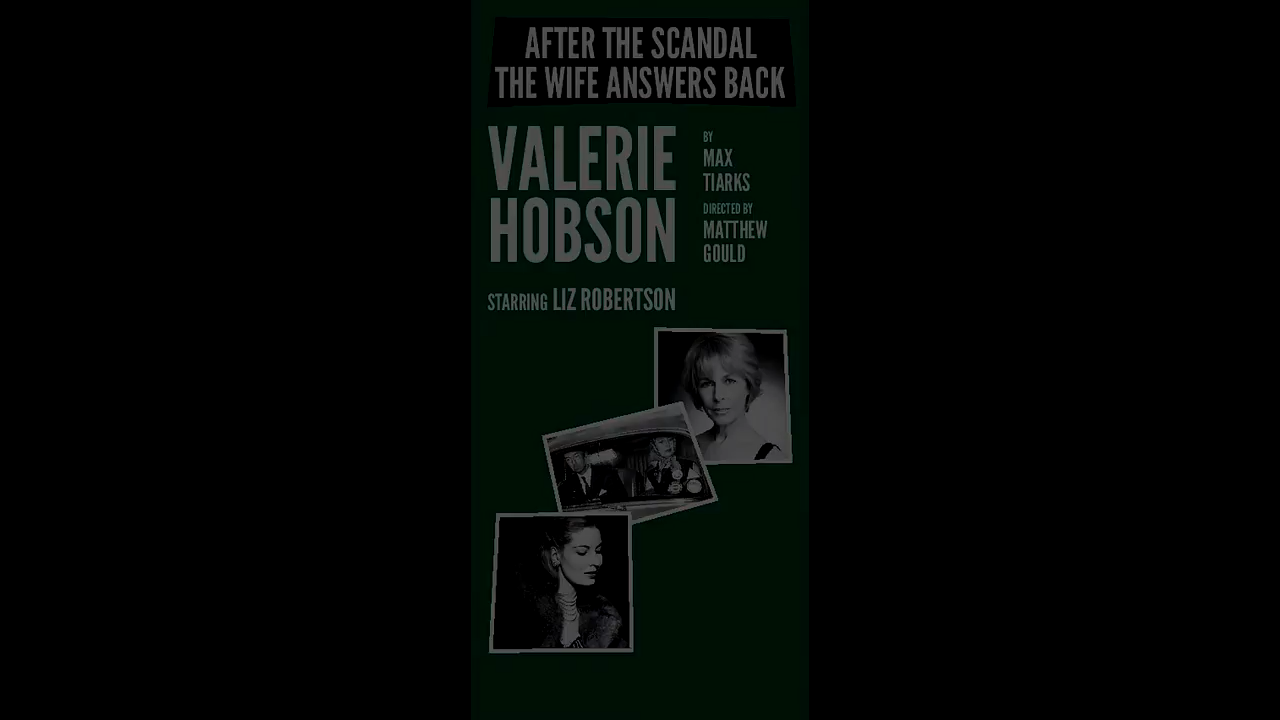 AFTER THE SCANDAL
THE WIFE ANSWERS BACK
VALERIE
HOBSON
BY
MAX
TIARKS
DIRECTED BY
MATTHEW
GOULD
STARRING LIZ ROBERTSON